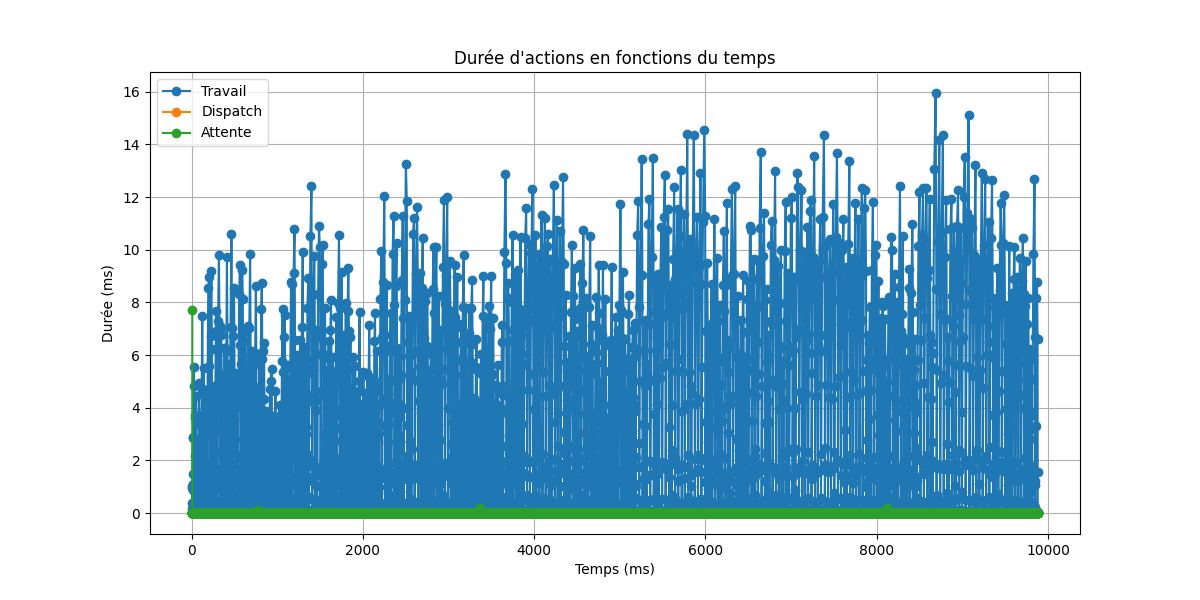 Durée d'actions en fonctions du temps
Travail
Dispatch
Attente
16
14
12
10
8
6
4
2
0
Durée (ms)
0 2000 4000 6000 8000 10000
Temps (ms)